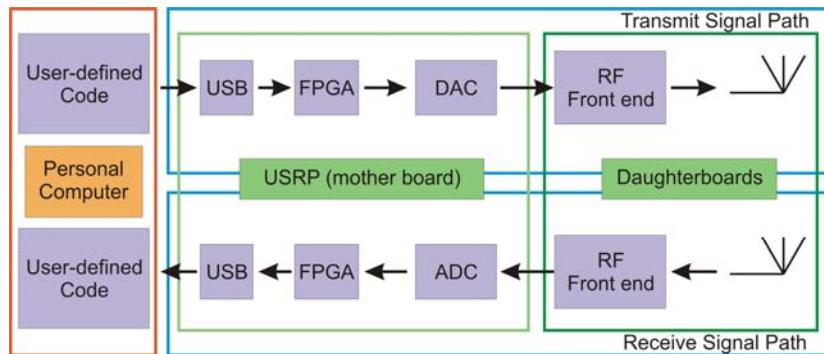 Transmit Signal Path
User-defined
Code
USB
FPGA
DAC
RF
Front end
Personal
Computer
USRP (mother board)
Daughterboards
User-defined
Code
USB
FPGA
ADC
RF
Front end
Receive Signal Path